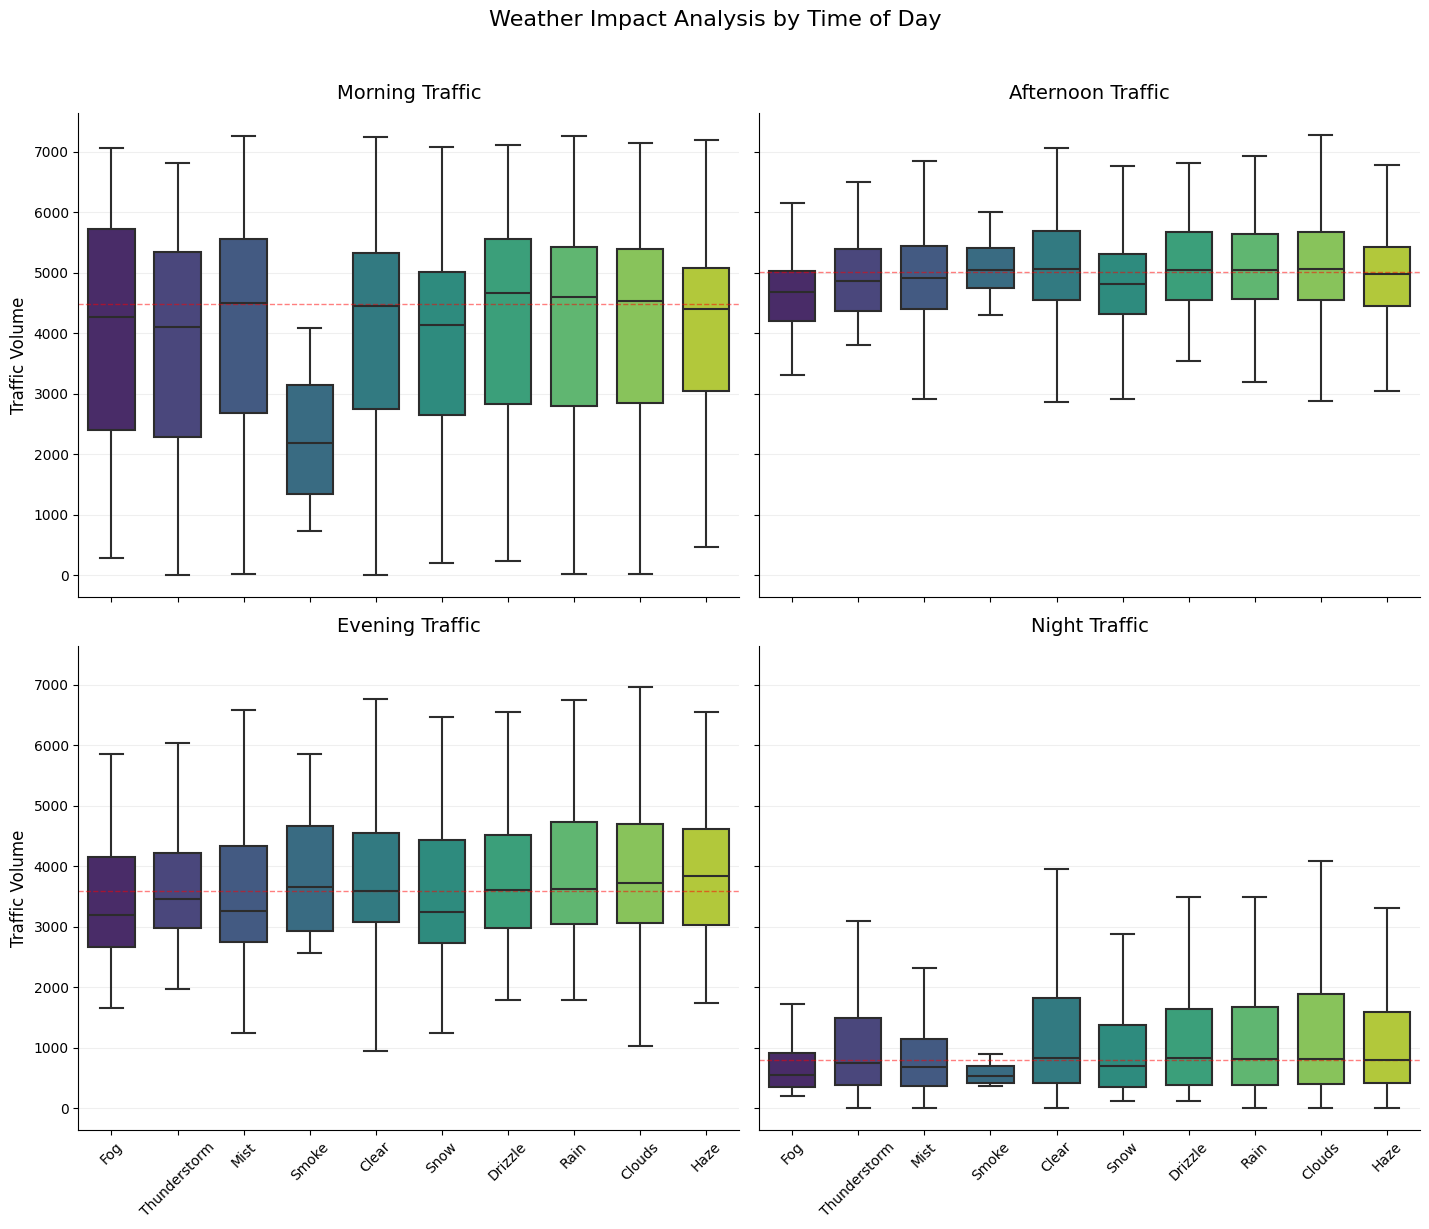 Weather Impact Analysis by Time of Day
Morning Traffic
Afternoon Traffic
Traffic Volume
7000
6000
5000
4000
3000
2000
1000
0
Evening Traffic
Night Traffic
Traffic Volume
7000
6000
5000
4000
3000
2000
1000
0
Fog
Thunderstorm
Mist
Smoke
Clear
Snow
Drizzle
Rain
Clouds
Haze
Fog
Thunderstorm
Mist
Smoke
Clear
Snow
Drizzle
Rain
Clouds
Haze